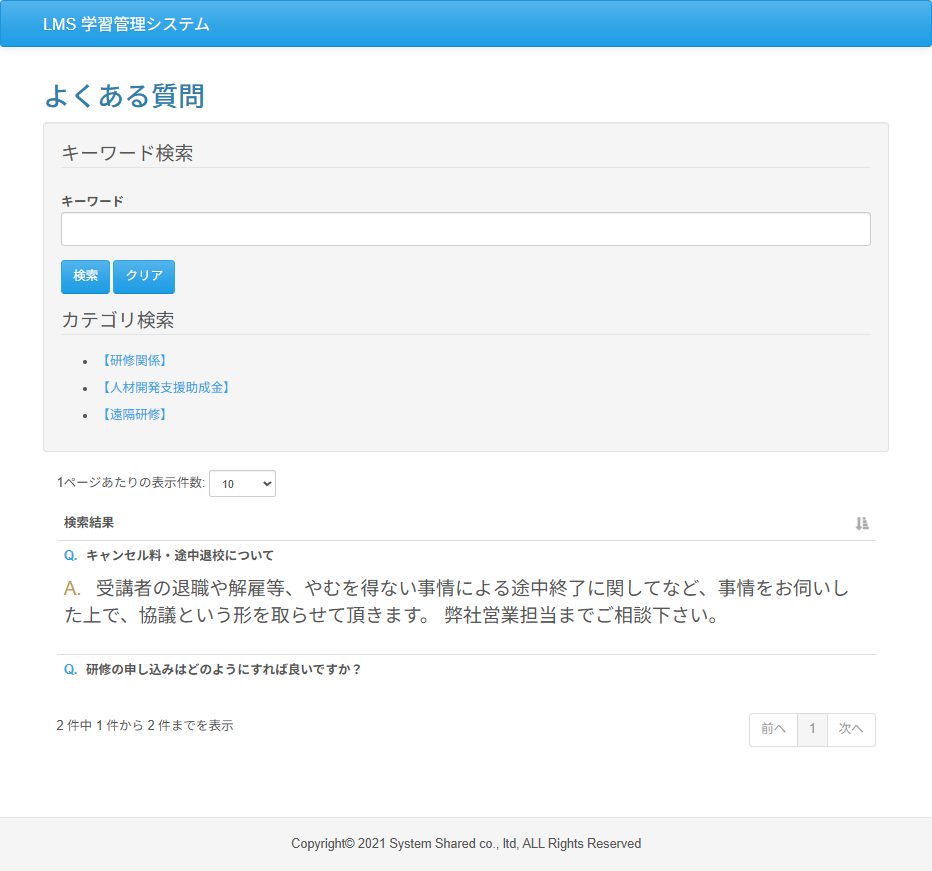 LMS 学習管理システム
よくある質問
キーワード検索
キーワード
検索 クリア
カテゴリ検索
【研修関係】
【人材開発支援助成金】
【遠隔研修】
1ページあたりの表示件数: 10
検索結果
Q. キャンセル料・途中退校について
A. 受講者の退職や解雇等、やむを得ない事情による途中終了に関してなど、事情をお伺いし
た上で、協議という形を取らせて頂きます。 弊社営業担当までご相談下さい。
Q. 研修の申し込みはどのようにすれば良いですか？
2 件中 1 件から 2 件までを表示
前へ 1 次へ
Copyright© 2021 System Shared co., ltd, ALL Rights Reserved